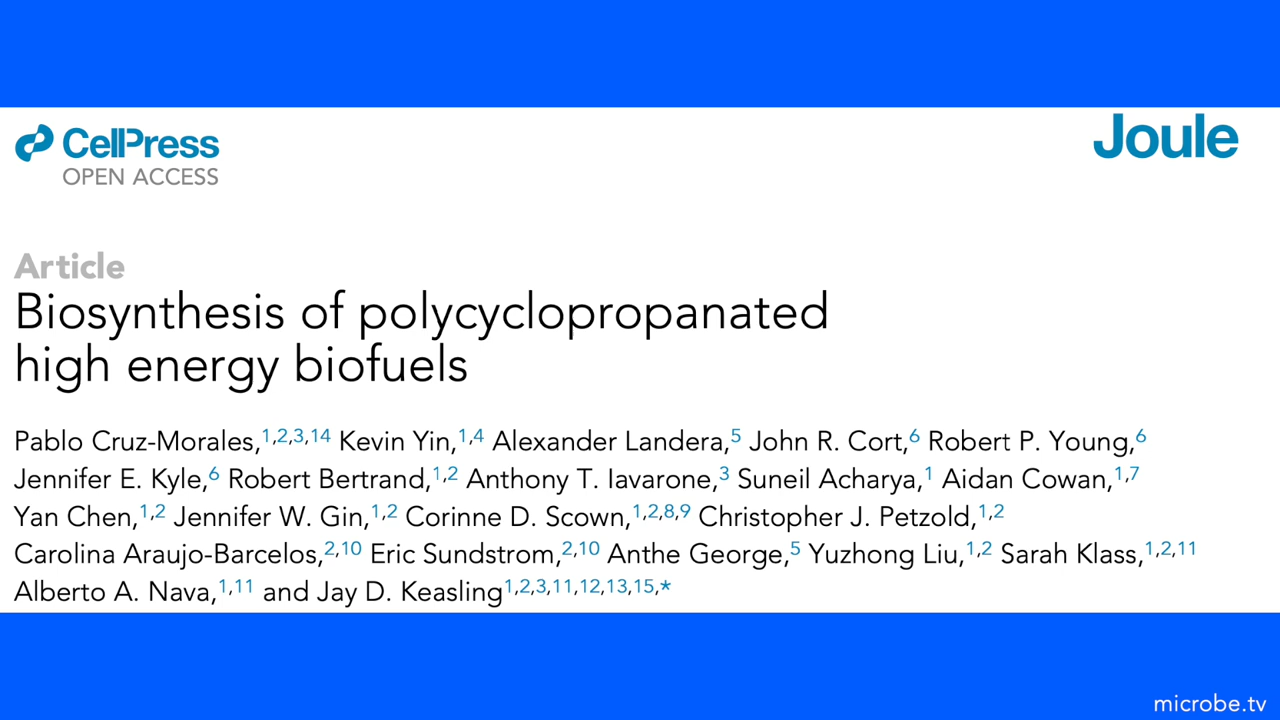 CellPress
OPEN ACCESS
Joule
Article
Biosynthesis of polycyclopropanated
high energy biofuels
Pablo Cruz-Morales,1,2,3,14 Kevin Yin,1,4 Alexander Landera,5 John R. Cort,6 Robert P. Young,6
Jennifer E. Kyle,6 Robert Bertrand,1,2 Anthony T. Iavarone,3 Suneil Acharya,1 Aidan Cowan,1,7
Yan Chen,1,2 Jennifer W. Gin,1,2 Corinne D. Scown,1,2,8,9 Christopher J. Petzold,1,2
Carolina Araujo-Barcelos,2,10 Eric Sundstrom,2,10 Anthe George,5 Yuzhong Liu,1,2 Sarah Klass,1,2,11
Alberto A. Nava,1,11 and Jay D. Keasling1,2,3,11,12,13,15,*
microbe.tv